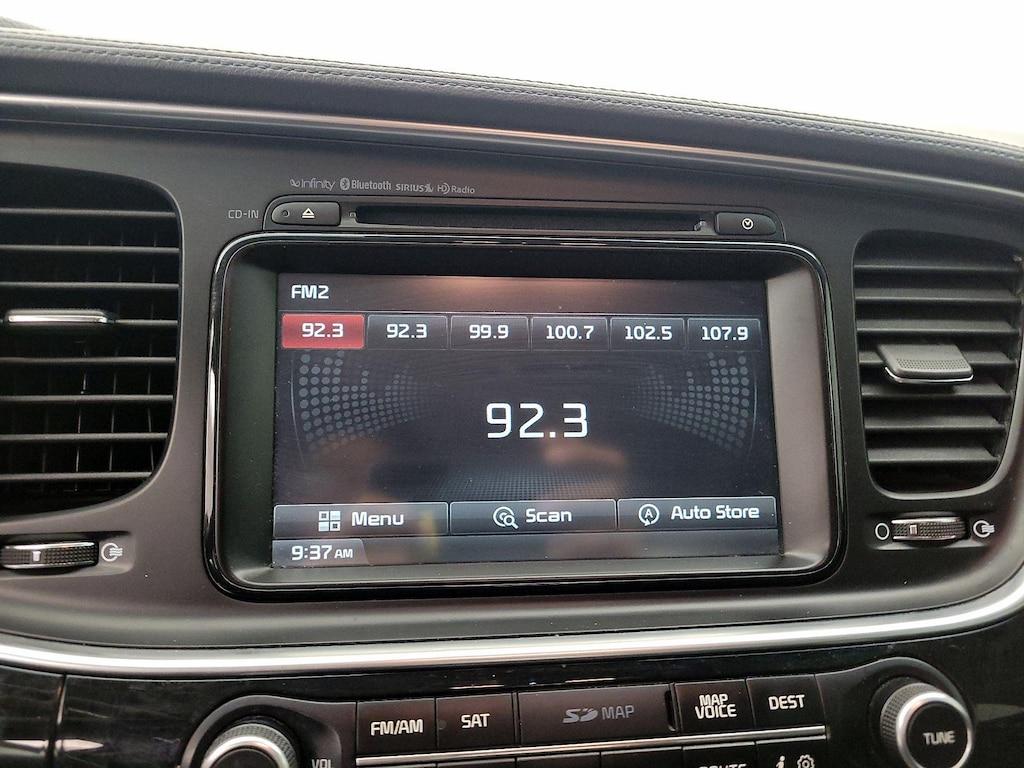 infinity Bluetooth SIRIUS HD Radio
CD-IN
FM2
92.3 92.3 99.9 100.7 102.5 107.9
92.3
Menu Scan A Auto Store
9:37 AM
FM/AM SAT SD MAP MAP VOICE DEST
VOL TUNE
ROUTE i